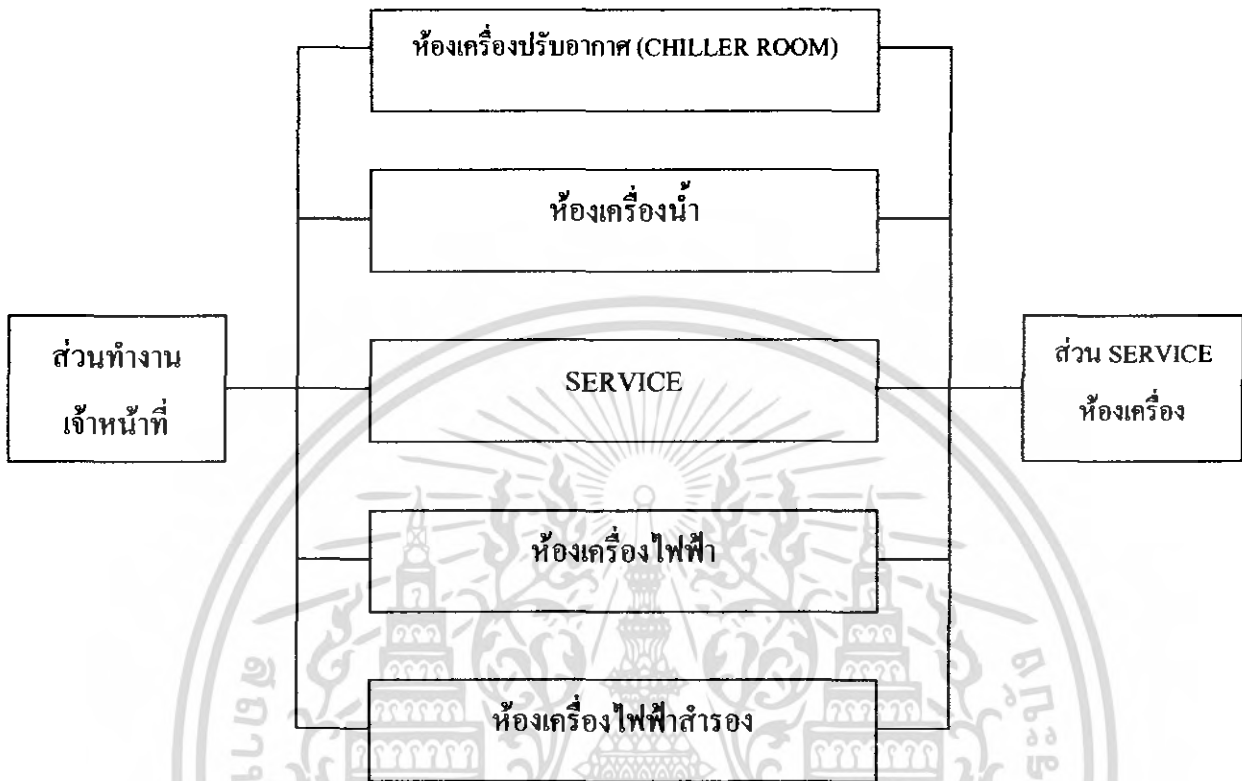 ห้องเครื่องปรับอากาศ (CHILLER ROOM)
ห้องเครื่องน้ำ
ส่วนทำงาน
เจ้าหน้าที่
SERVICE
ส่วน SERVICE
ห้องเครื่อง
ห้องเครื่องไฟฟ้า
ห้องเครื่องไฟฟ้าสำรอง